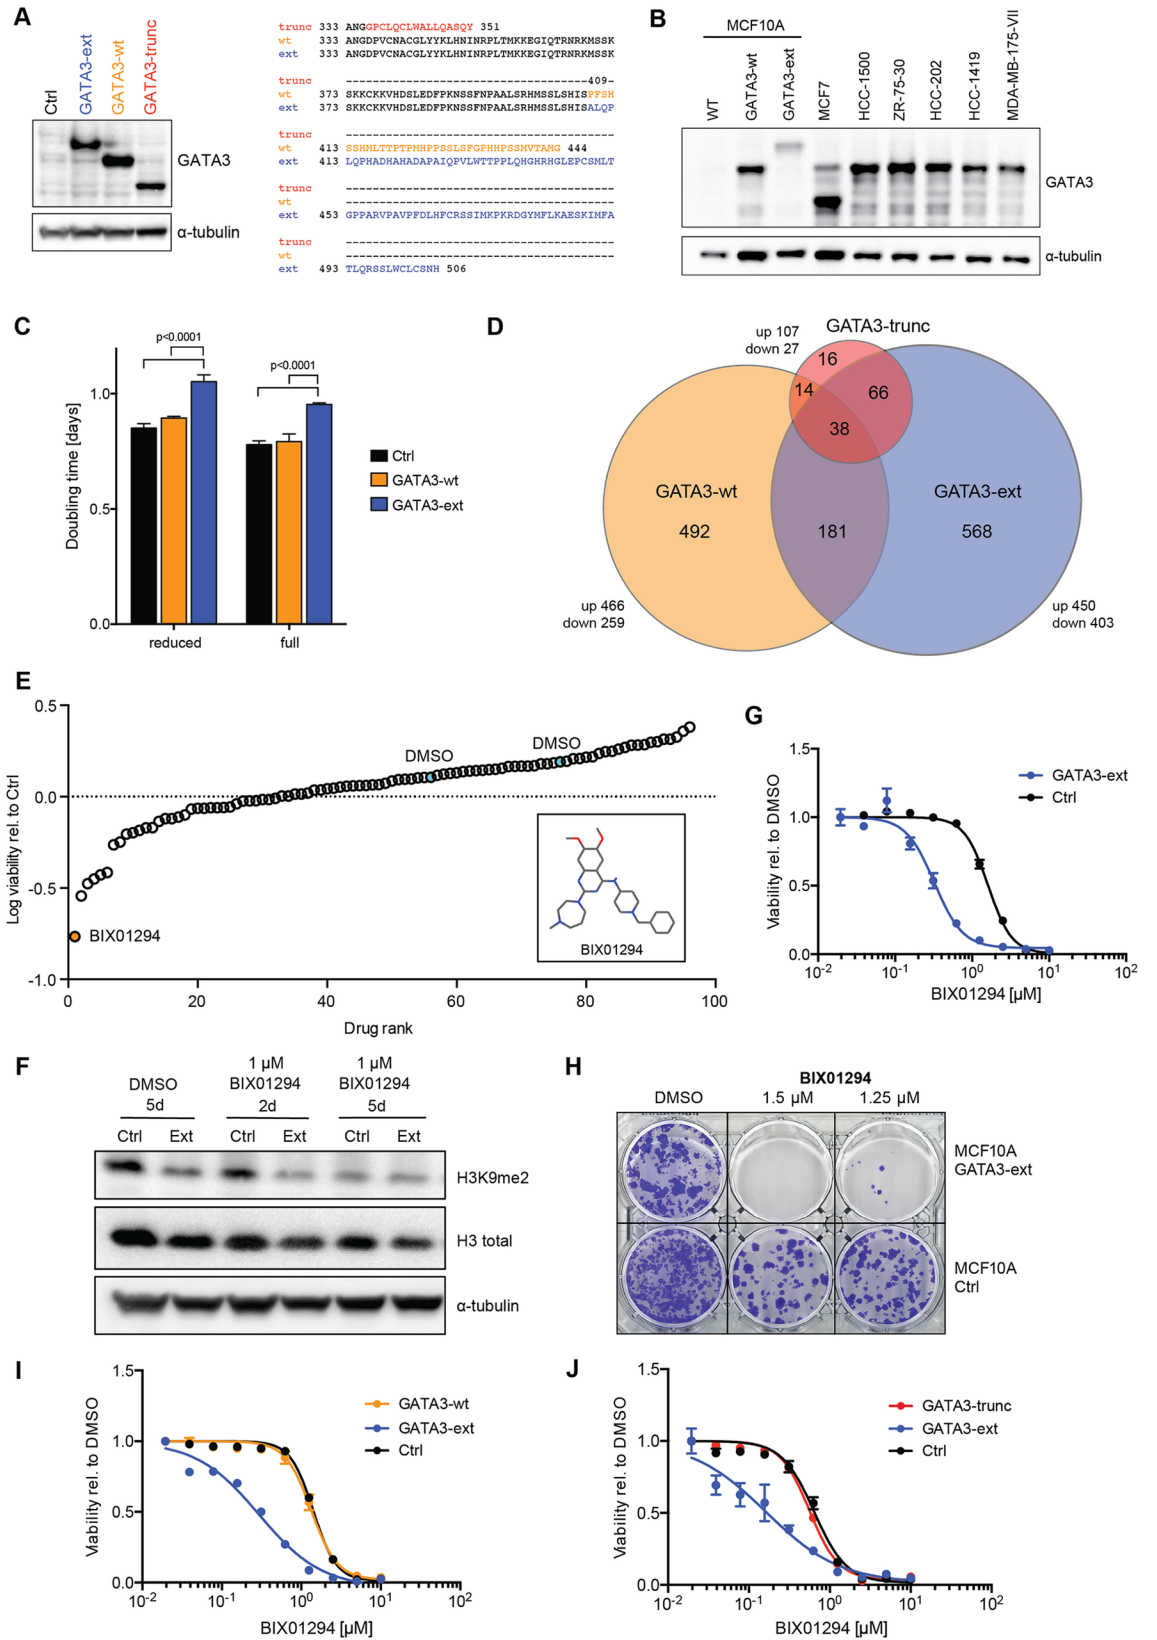 A
Ctrl
GATA3-ext
GATA3-wt
GATA3-trunc
GATA3
α-tubulin
trunc 333 ANGGPCLQCLWALLQASQY 351
wt 333 ANGDPVCNACGLYYKLHNINRPLTMKKEGIQTRNRKMSSK
ext 333 ANGDPVCNACGLYYKLHNINRPLTMKKEGIQTRNRKMSSK
trunc -----------------------------------409-
wt 373 SKKCKKVHDSLEDFPKNSSFNPAALSRHMSSLSHISPFSH
ext 373 SKKCKKVHDSLEDFPKNSSFNPAALSRHMSSLSHISALQP
trunc ----------------------------------------
wt 413 SSHMLTTPTPMHPPSSLSFGPHHPSSMVTAMG 444
ext 413 LQPHADHAHADAPAIQPVLWTTPPLQHGHRHGLEPCSMLT
trunc ----------------------------------------
wt ----------------------------------------
ext 453 GPPARVPAVPFDLHFCRSSIMKPKRDGYMFLKAESKIMFA
trunc ----------------------------------------
wt ----------------------------------------
ext 493 TLQRSSLWCLCSNH 506
B
MCF10A
WT
GATA3-wt
GATA3-ext
MCF7
HCC-1500
ZR-75-30
HCC-202
HCC-1419
MDA-MB-175-VII
GATA3
α-tubulin
C
p<0.0001
p<0.0001
Doubling time [days]
1.0
0.5
0.0
reduced
full
Ctrl
GATA3-wt
GATA3-ext
D
up 107
down 27
GATA3-trunc
16
14
66
38
GATA3-wt
GATA3-ext
492
181
568
up 466
down 259
up 450
down 403
E
Log viability rel. to Ctrl
0.5
0.0
-0.5
-1.0
DMSO
DMSO
BIX01294
BIX01294
0
20
40
60
80
100
Drug rank
G
Viability rel. to DMSO
1.5
1.0
0.5
0.0
GATA3-ext
Ctrl
10-2
10-1
100
101
102
BIX01294 [µM]
F
DMSO
5d
1 µM
BIX01294
2d
1 µM
BIX01294
5d
Ctrl
Ext
Ctrl
Ext
Ctrl
Ext
H3K9me2
H3 total
α-tubulin
H
BIX01294
DMSO
1.5 µM
1.25 µM
MCF10A
GATA3-ext
MCF10A
Ctrl
I
Viability rel. to DMSO
1.5
1.0
0.5
0.0
GATA3-wt
GATA3-ext
Ctrl
10-2
10-1
100
101
102
BIX01294 [µM]
J
Viability rel. to DMSO
1.5
1.0
0.5
0.0
GATA3-trunc
GATA3-ext
Ctrl
10-2
10-1
100
101
102
BIX01294 [µM]